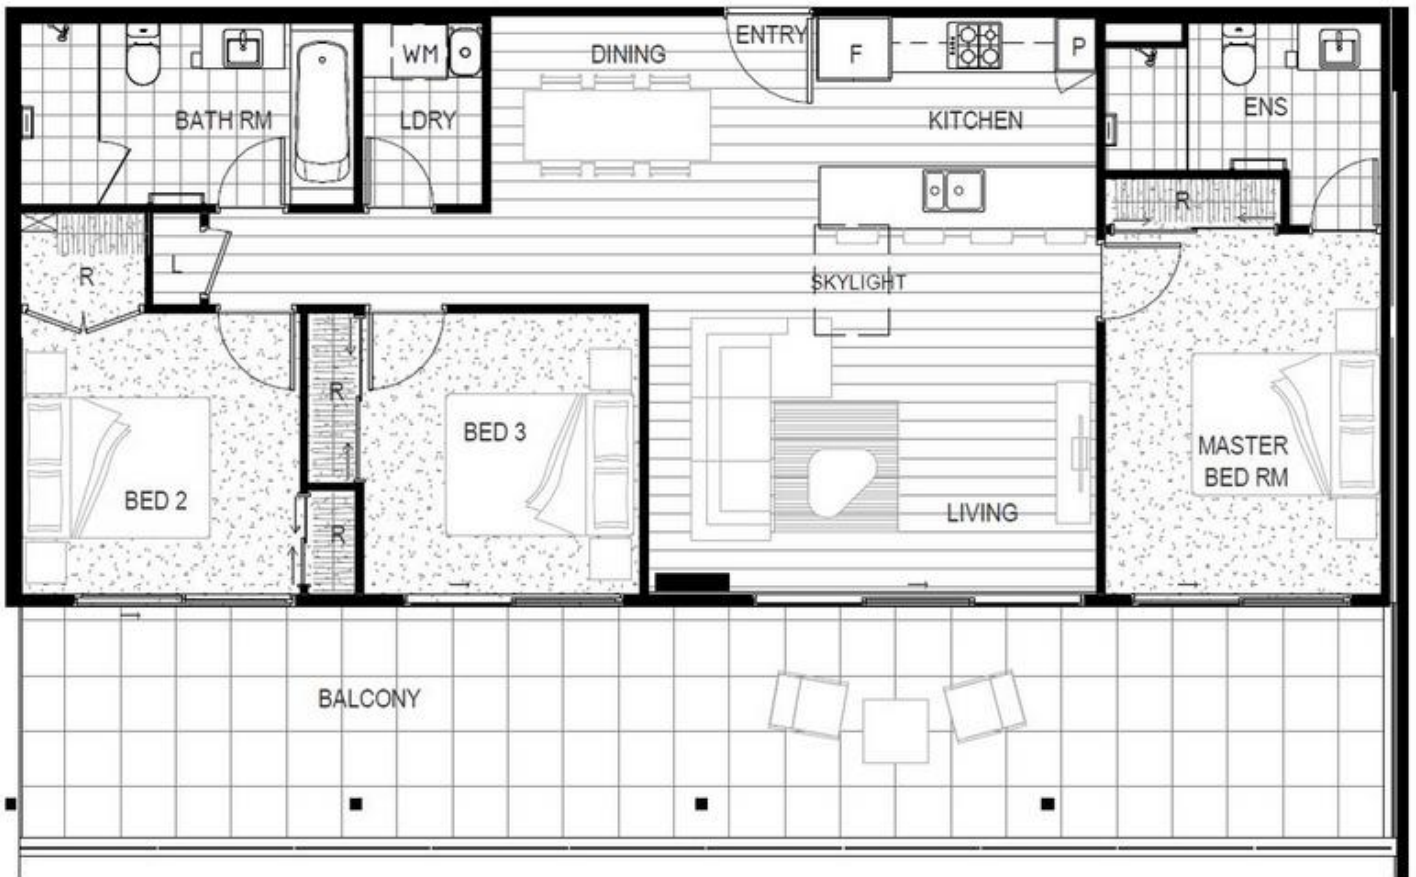 DINING
ENTRY
F
P
WM
BATH RM
LDRY
KITCHEN
ENS
R
R
L
SKYLIGHT
R
BED 3
BED 2
R
MASTER
BED RM
LIVING
BALCONY